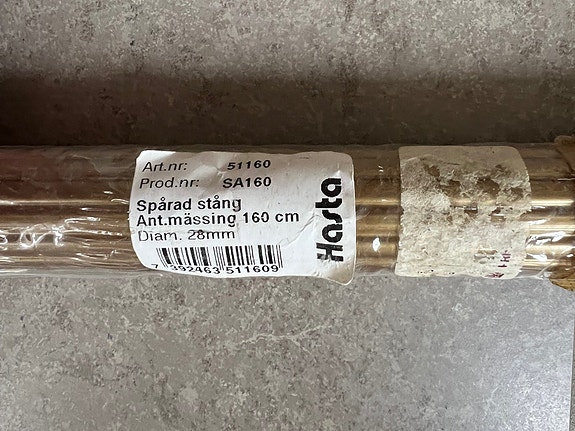 Art.nr: 51160
Prod.nr: SA160
Spårad stång
Ant.mässing 160 cm
Diam. 28mm
7 392463 511609
Hasta